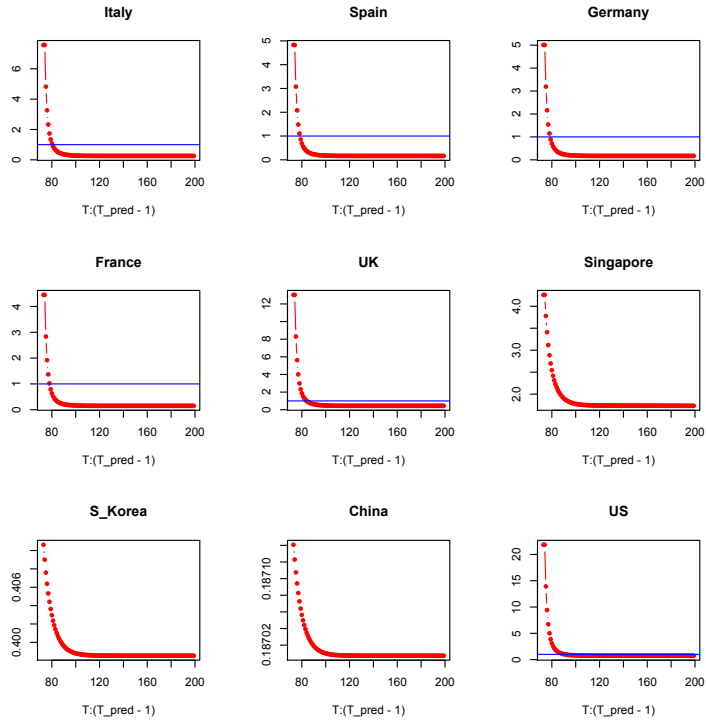 Italy
0 2 4 6
80 120 160 200
T:(T_pred - 1)
Spain
0 1 2 3 4 5
80 120 160 200
T:(T_pred - 1)
Germany
0 1 2 3 4 5
80 120 160 200
T:(T_pred - 1)
France
0 1 2 3 4
80 120 160 200
T:(T_pred - 1)
UK
0 2 4 6 8 12
80 120 160 200
T:(T_pred - 1)
Singapore
2.0 3.0 4.0
80 120 160 200
T:(T_pred - 1)
S_Korea
0.400 0.406
80 120 160 200
T:(T_pred - 1)
China
0.18702 0.18710
80 120 160 200
T:(T_pred - 1)
US
0 5 10 15 20
80 120 160 200
T:(T_pred - 1)